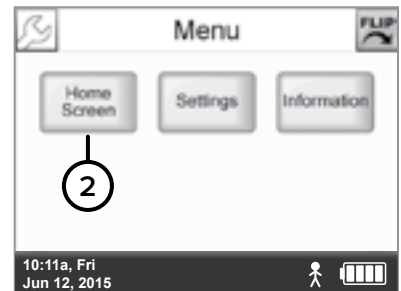 Menu
FLIP
Home
Screen
Settings
Information
2
10:11a, Fri
Jun 12, 2015